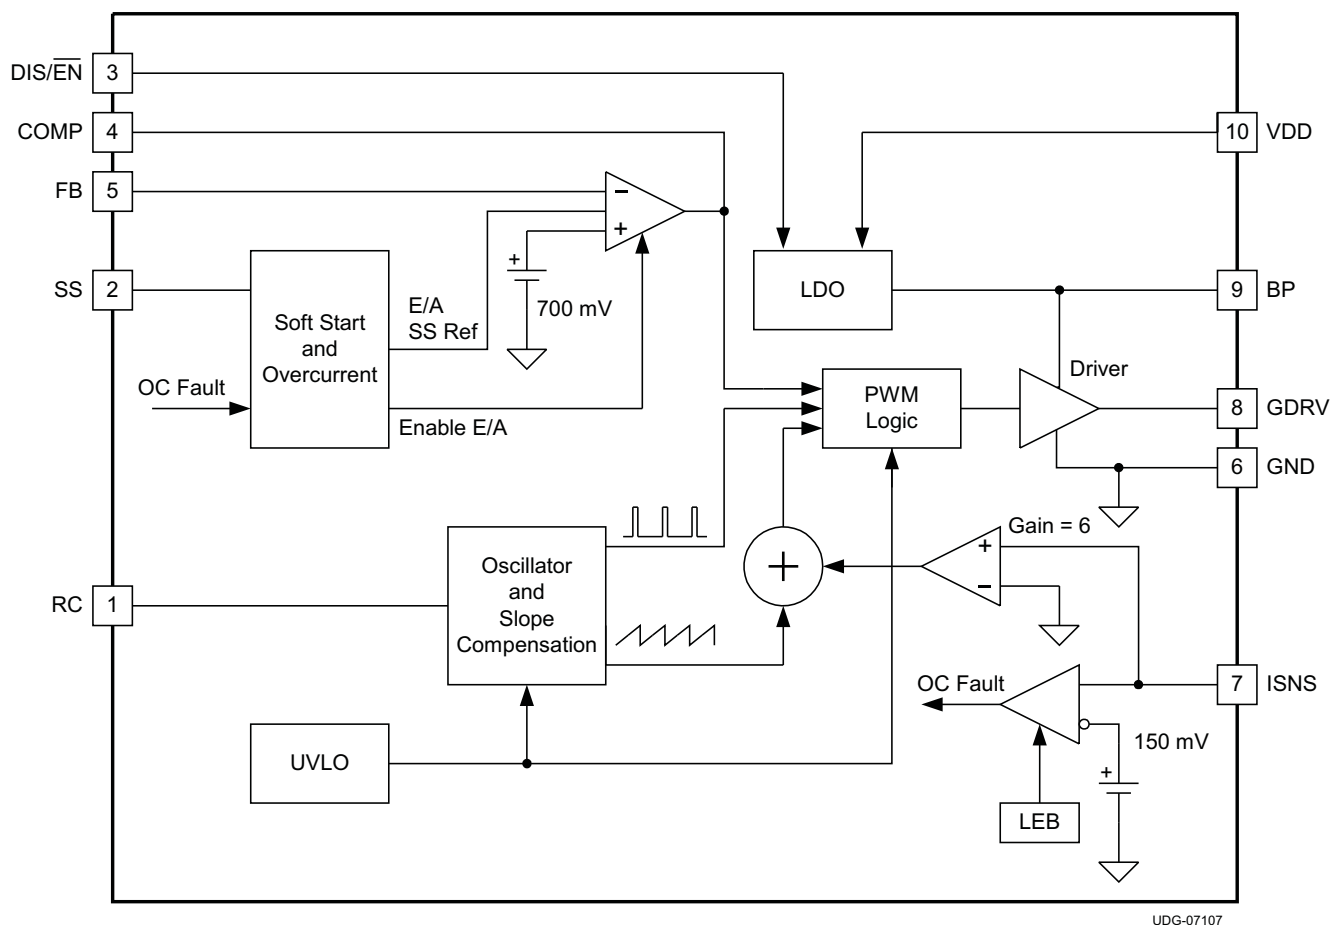 DIS/EN 3
COMP 4
10 VDD
FB 5
−
+
SS 2
+
700 mV
LDO
9 BP
E/A
SS Ref
Soft Start
and
Overcurrent
OC Fault
Enable E/A
Driver
PWM
Logic
8 GDRV
6 GND
Gain = 6
+
−
Oscillator
and
Slope
Compensation
+
RC 1
OC Fault
7 ISNS
150 mV
+
UVLO
LEB
UDG-07107